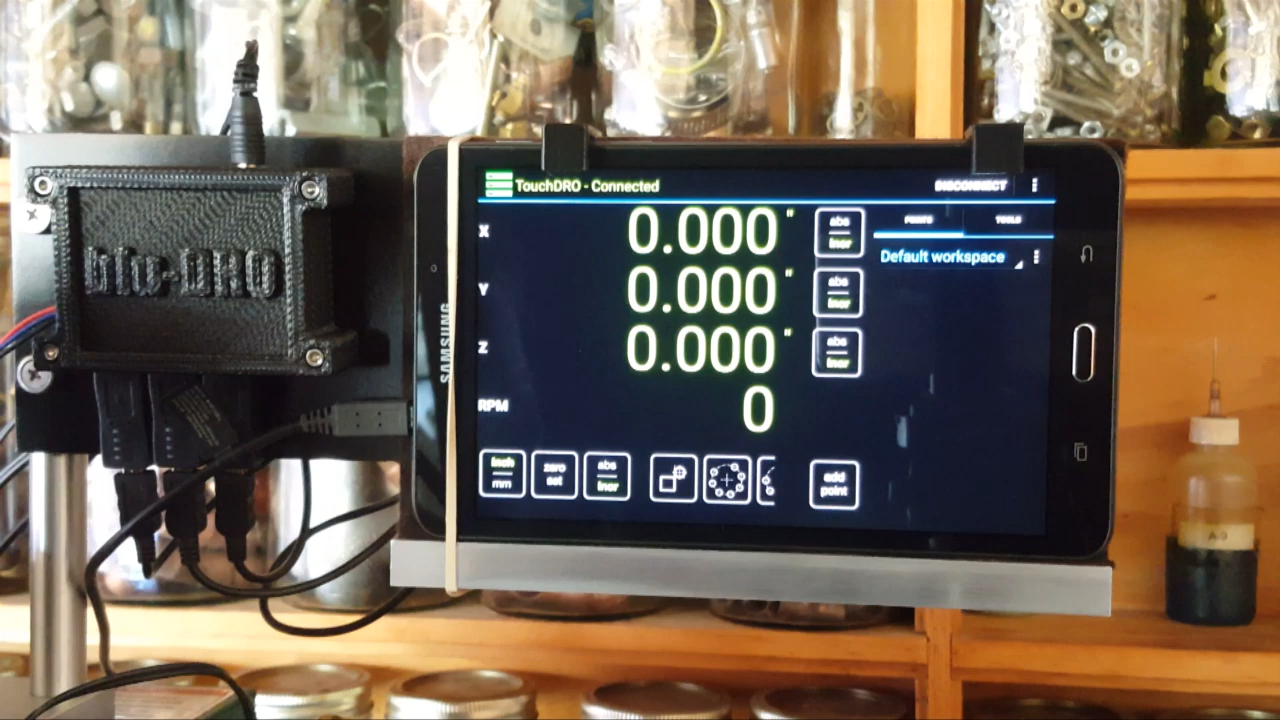 blu-DRO
SAMSUNG
TouchDRO - Connected
DISCONNECT
X
0.000"
abs
incr
POINTS
TOOLS
Default workspace
Y
0.000"
abs
incr
Z
0.000"
abs
incr
RPM
0
inch
mm
zero
set
abs
incr
add
point